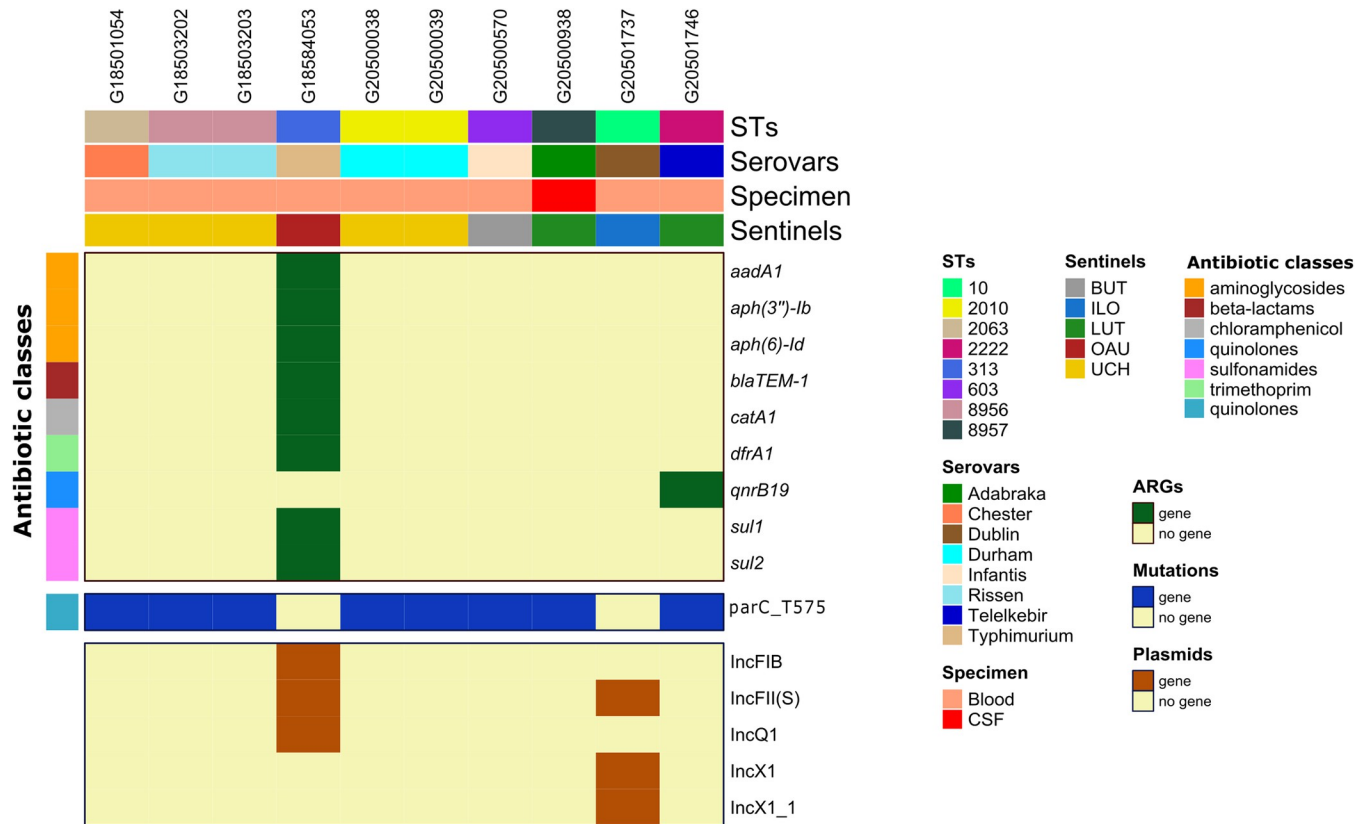 G18501054
G18503202
G18503203
G18584053
G20500038
G20500039
G20500570
G20500938
G20501737
G20501746
STs
Serovars
Specimen
Sentinels
Antibiotic classes
aadA1
aph(3")-Ib
aph(6)-Id
blaTEM-1
catA1
dfrA1
qnrB19
sul1
sul2
parC_T575
IncFIB
IncFII(S)
IncQ1
IncX1
IncX1_1
STs
10
2010
2063
2222
313
603
8956
8957
Serovars
Adabraka
Chester
Dublin
Durham
Infantis
Rissen
Telelkebir
Typhimurium
Specimen
Blood
CSF
Sentinels
BUT
ILO
LUT
OAU
UCH
Antibiotic classes
aminoglycosides
beta-lactams
chloramphenicol
quinolones
sulfonamides
trimethoprim
quinolones
ARGs
gene
no gene
Mutations
gene
no gene
Plasmids
gene
no gene